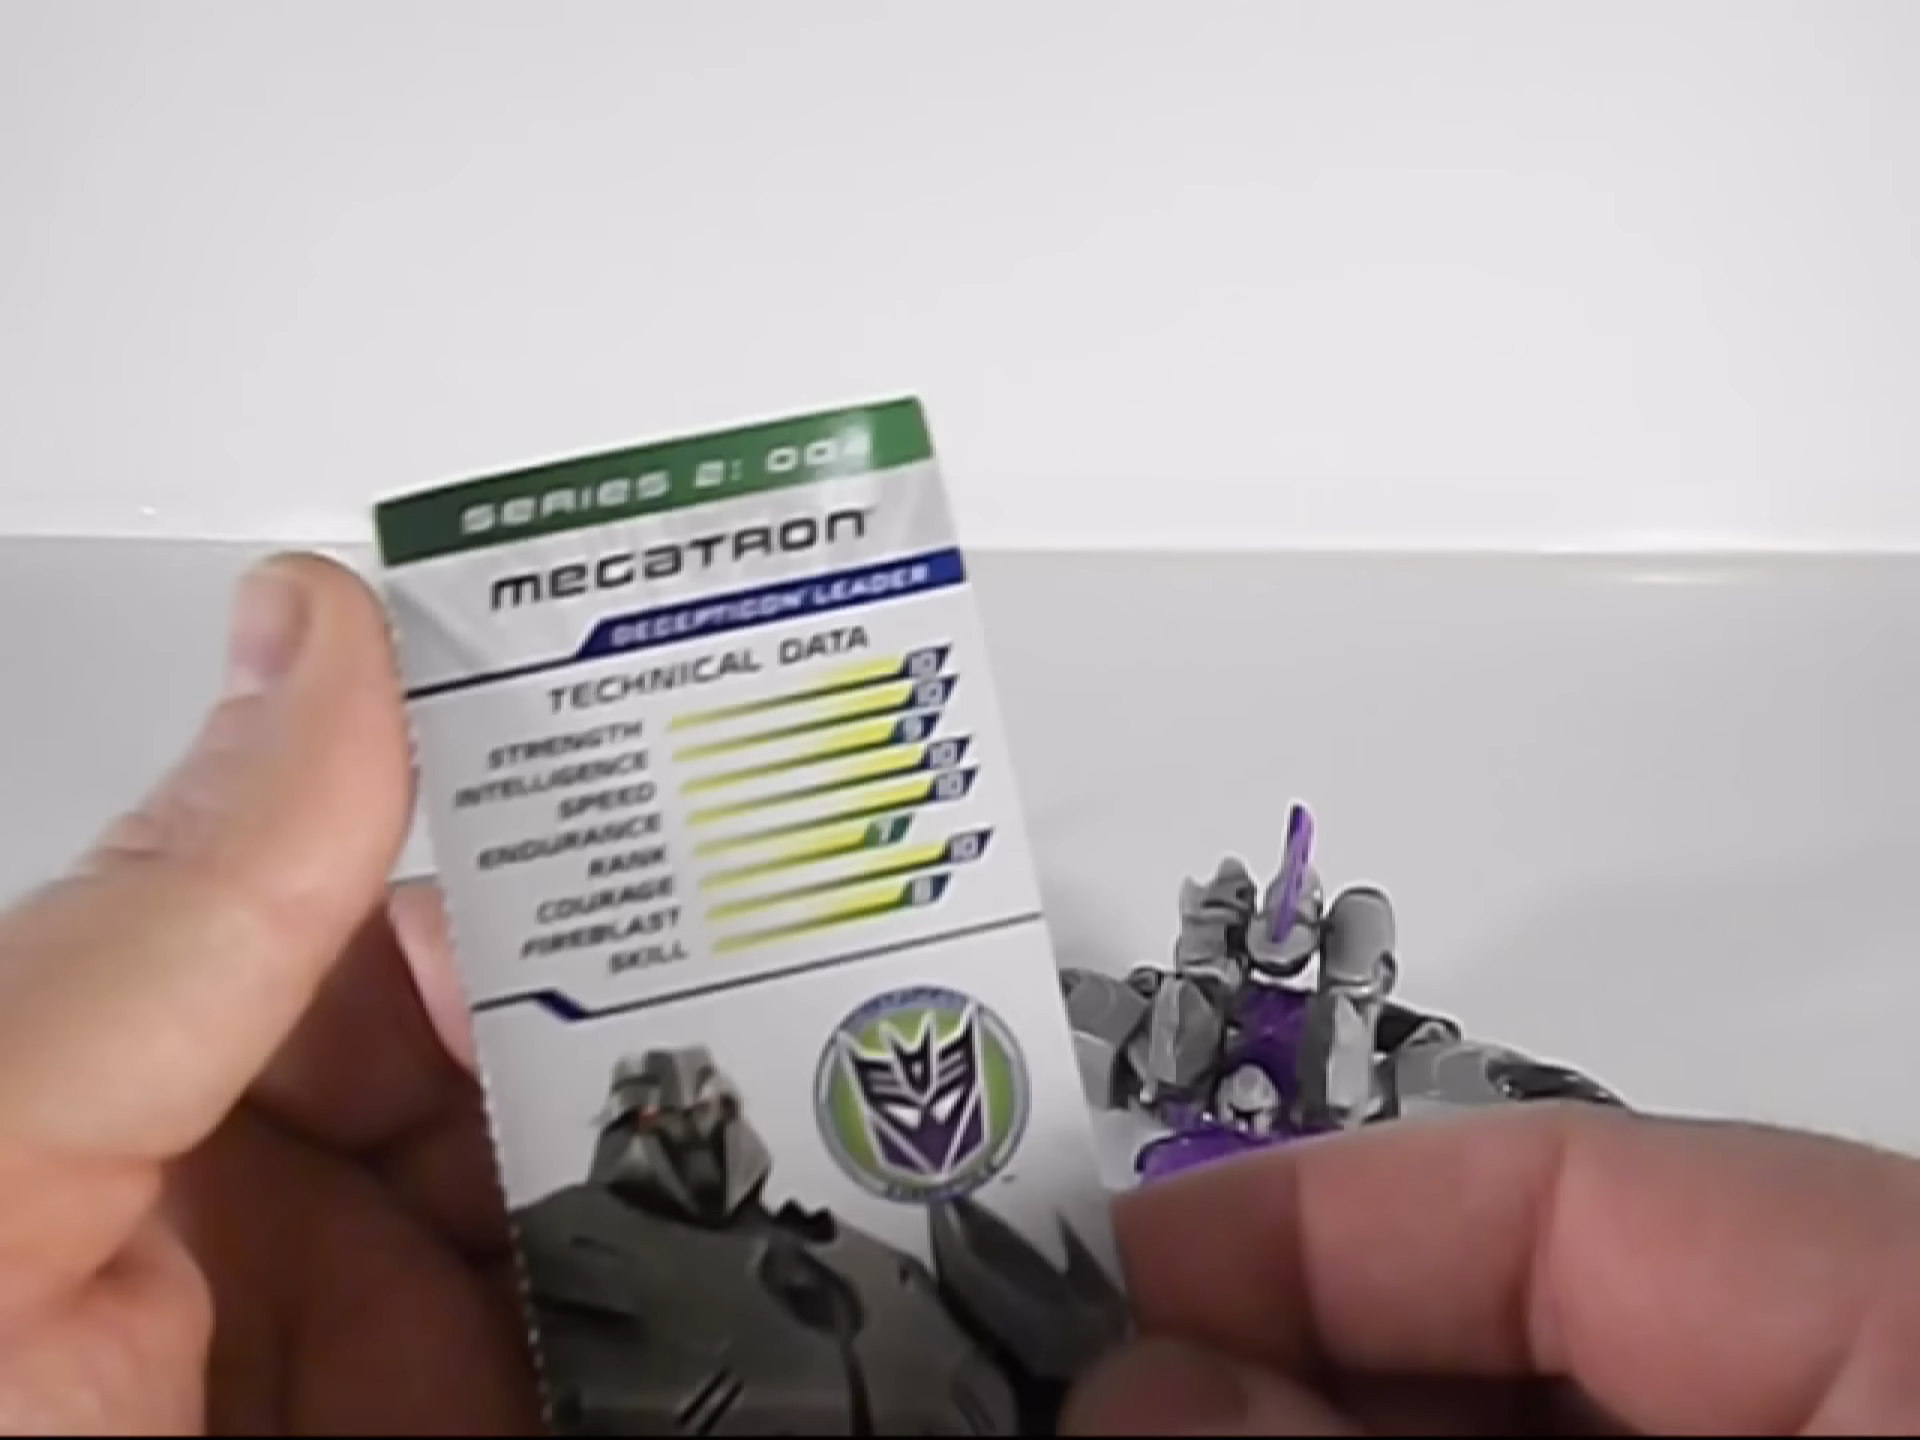 SERIES 2: 004
MEGATRON
DECEPTICON LEADER
TECHNICAL DATA
STRENGTH 10
INTELLIGENCE 10
SPEED 9
ENDURANCE 10
RANK 10
COURAGE 7
FIREBLAST 10
SKILL 8